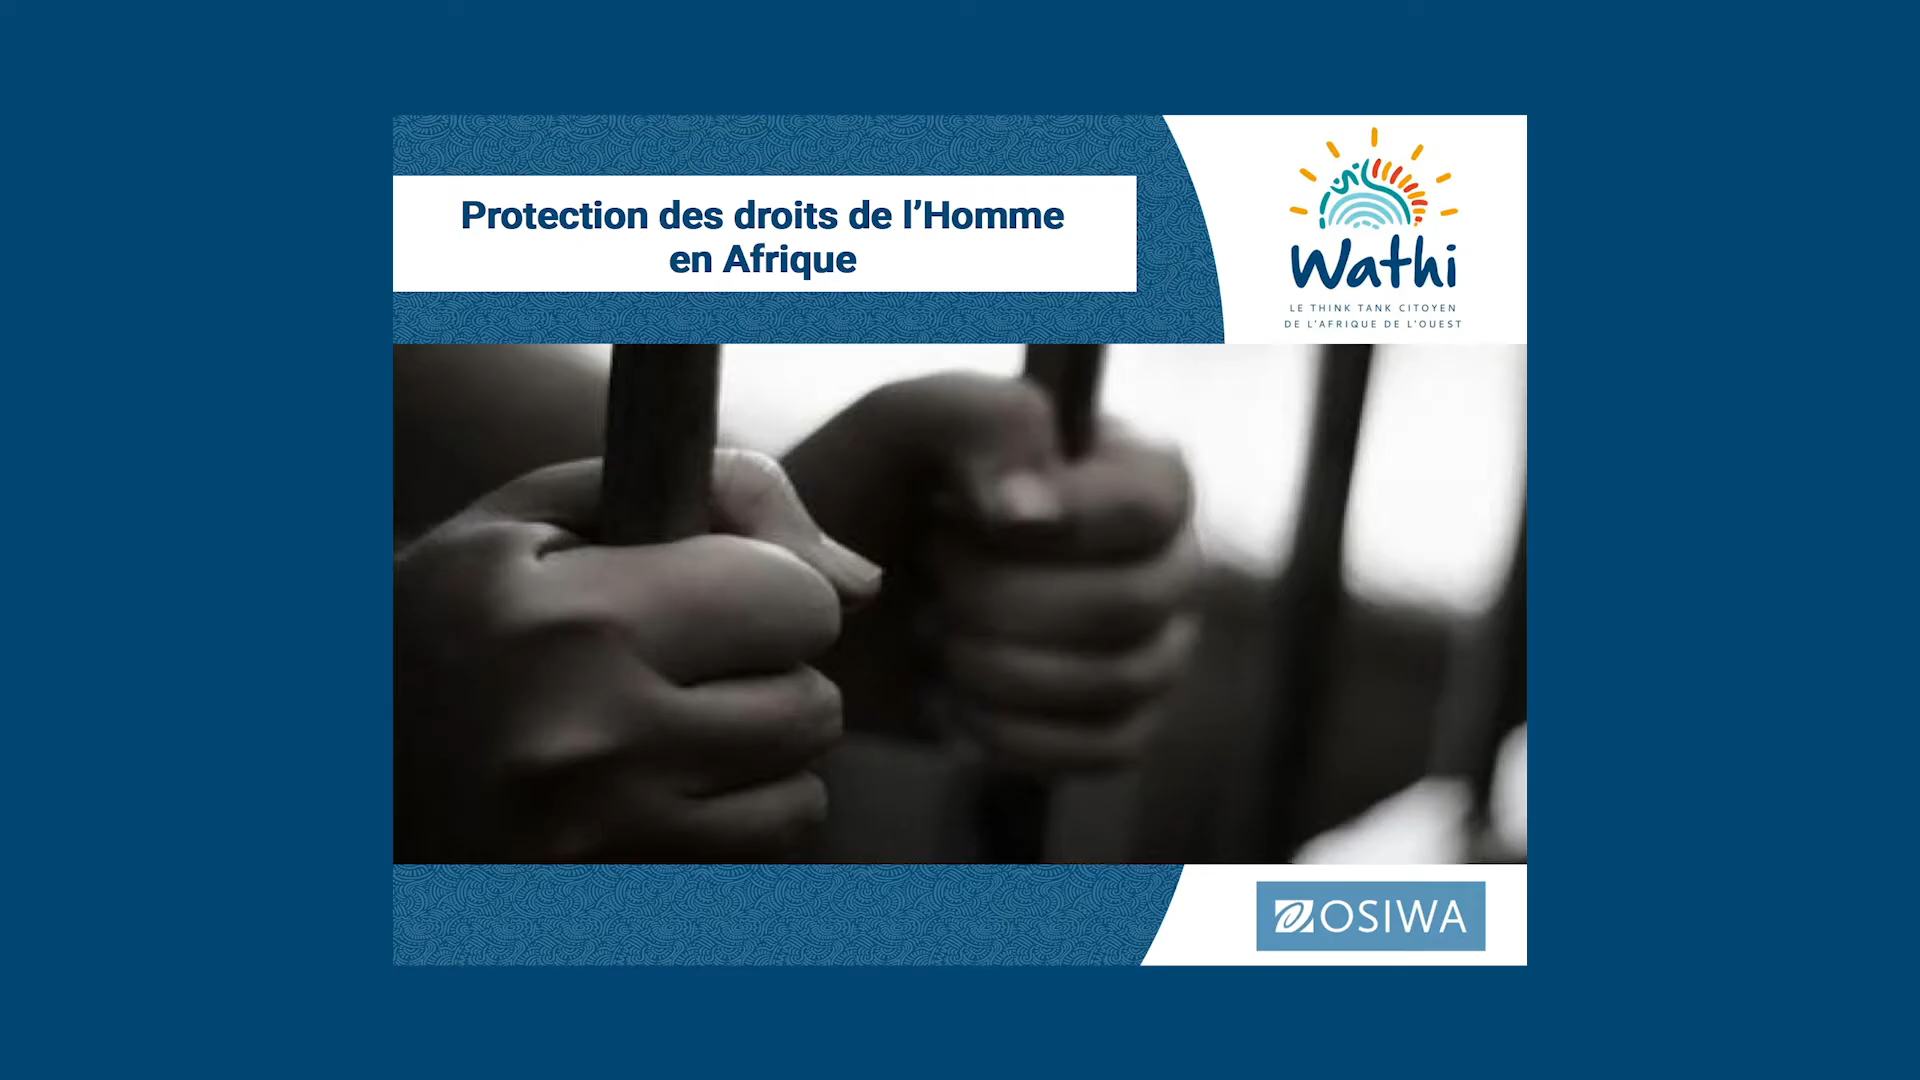 Protection des droits de l’Homme
en Afrique
Wathi
LE THINK TANK CITOYEN
DE L’AFRIQUE DE L’OUEST
OSIWA